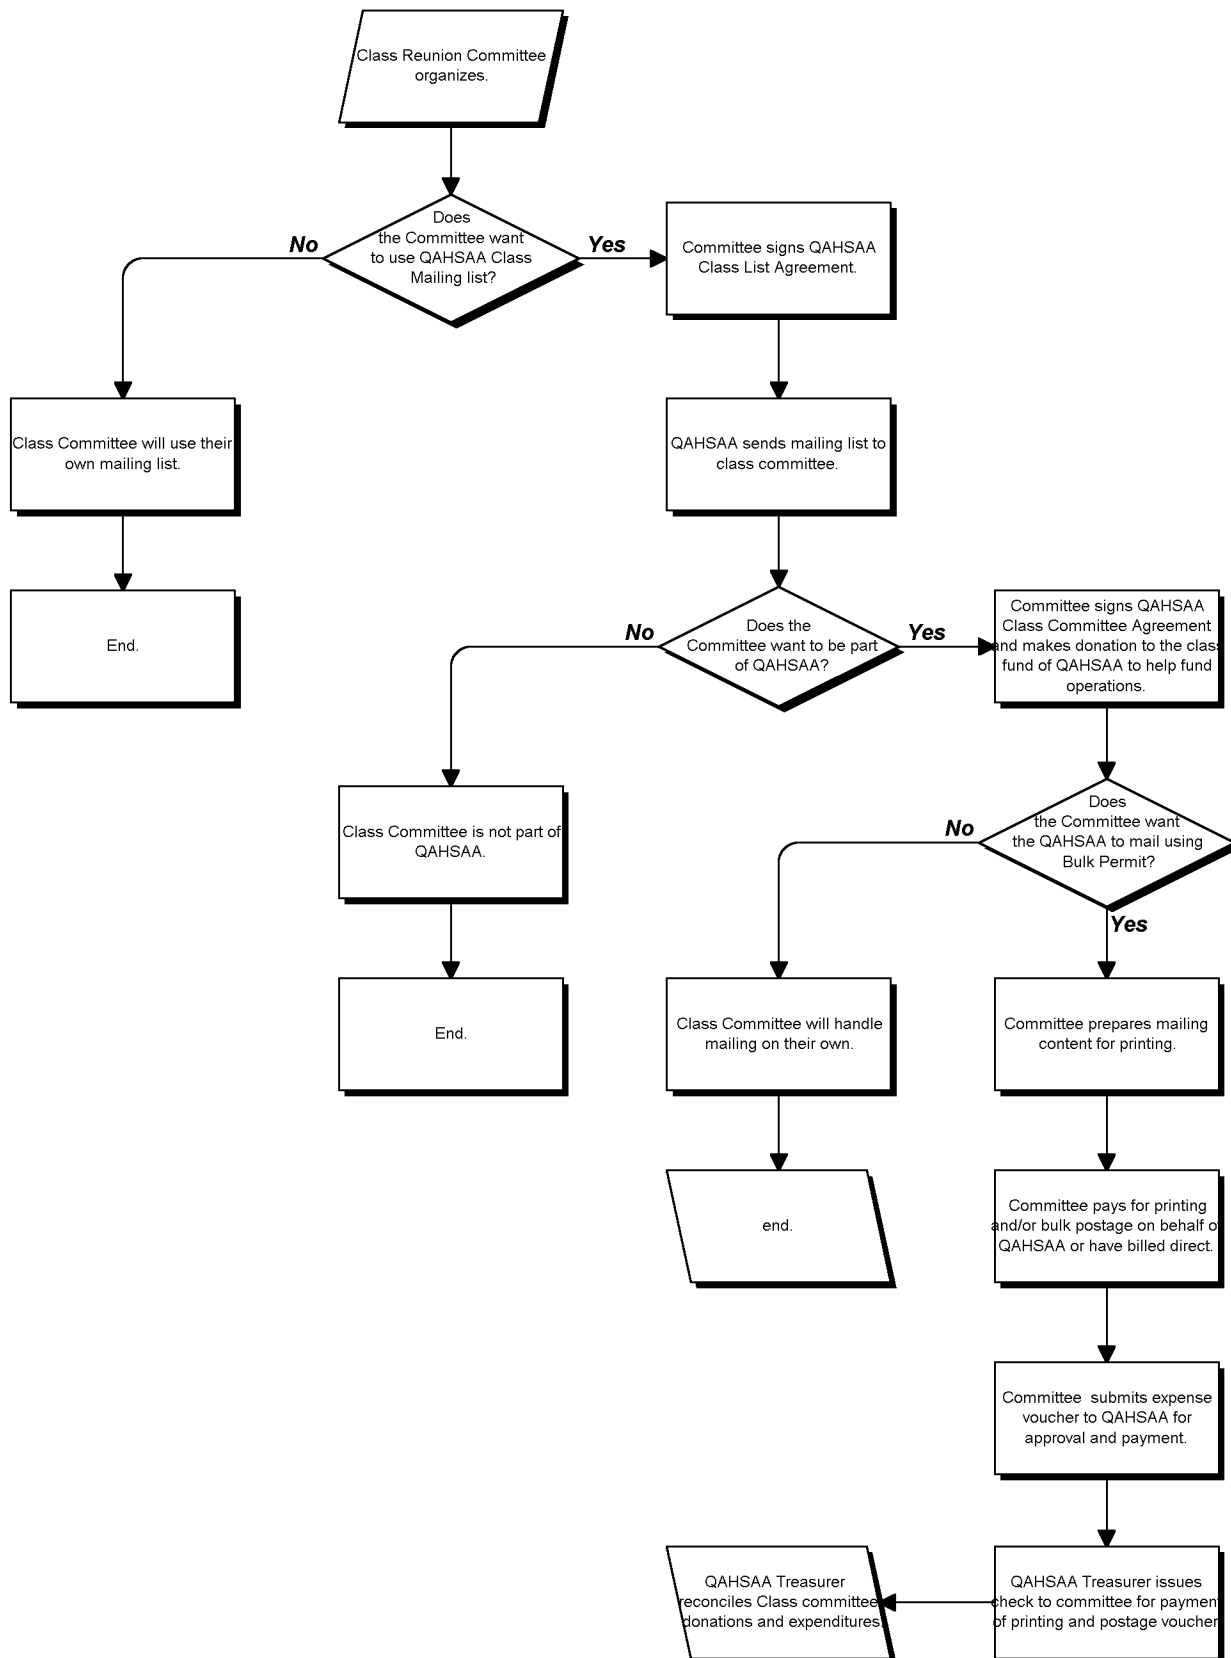 Class Reunion Committee
organizes.
Does
the Committee want
to use QAHSAA Class
Mailing list?
No
Yes
Committee signs QAHSAA
Class List Agreement.
Class Committee will use their
own mailing list.
QAHSAA sends mailing list to
class committee.
End.
Does the
Committee want to be part
of QAHSAA?
No
Yes
Committee signs QAHSAA
Class Committee Agreement
and makes donation to the class
fund of QAHSAA to help fund
operations.
Class Committee is not part of
QAHSAA.
Does
the Committee want
the QAHSAA to mail using
Bulk Permit?
No
Yes
End.
Class Committee will handle
mailing on their own.
Committee prepares mailing
content for printing.
end.
Committee pays for printing
and/or bulk postage on behalf of
QAHSAA or have billed direct.
Committee submits expense
voucher to QAHSAA for
approval and payment.
QAHSAA Treasurer
reconciles Class committee
donations and expenditures.
QAHSAA Treasurer issues
check to committee for payment
of printing and postage voucher